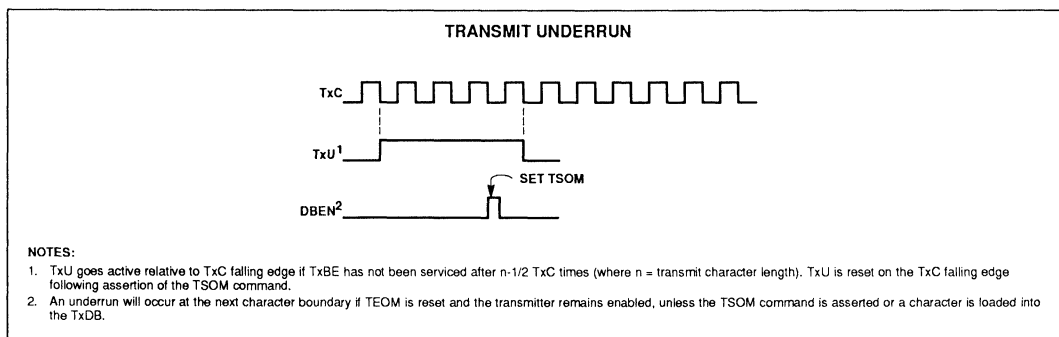 TRANSMIT UNDERRUN
TxC
TxU1
SET TSOM
DBEN2
NOTES:
1. TxU goes active relative to TxC falling edge if TxBE has not been serviced after n-1/2 TxC times (where n = transmit character length). TxU is reset on the TxC falling edge
following assertion of the TSOM command.
2. An underrun will occur at the next character boundary if TEOM is reset and the transmitter remains enabled, unless the TSOM command is asserted or a character is loaded into
the TxDB.